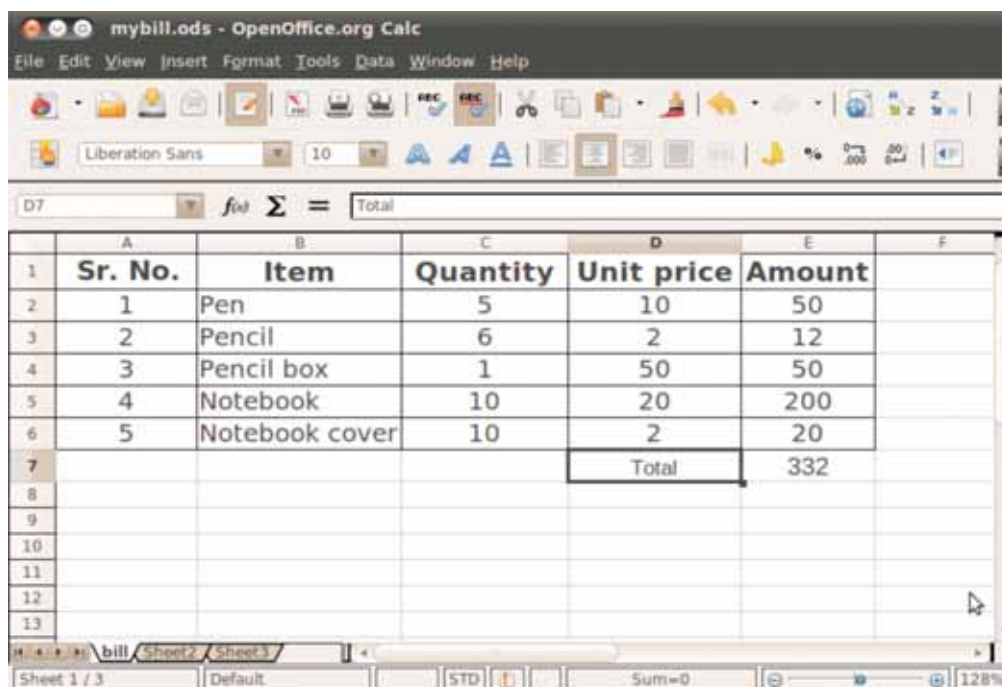 mybill.ods - OpenOffice.org Calc
File Edit View Insert Format Tools Data Window Help
Liberation Sans 10
D7 f(x) Σ = Total
A B C D E F
1 Sr. No. Item Quantity Unit price Amount
2 1 Pen 5 10 50
3 2 Pencil 6 2 12
4 3 Pencil box 1 50 50
5 4 Notebook 10 20 200
6 5 Notebook cover 10 2 20
7 Total 332
8
9
10
11
12
13
bill Sheet2 Sheet3
Sheet 1 / 3 Default STD Sum=0 128%